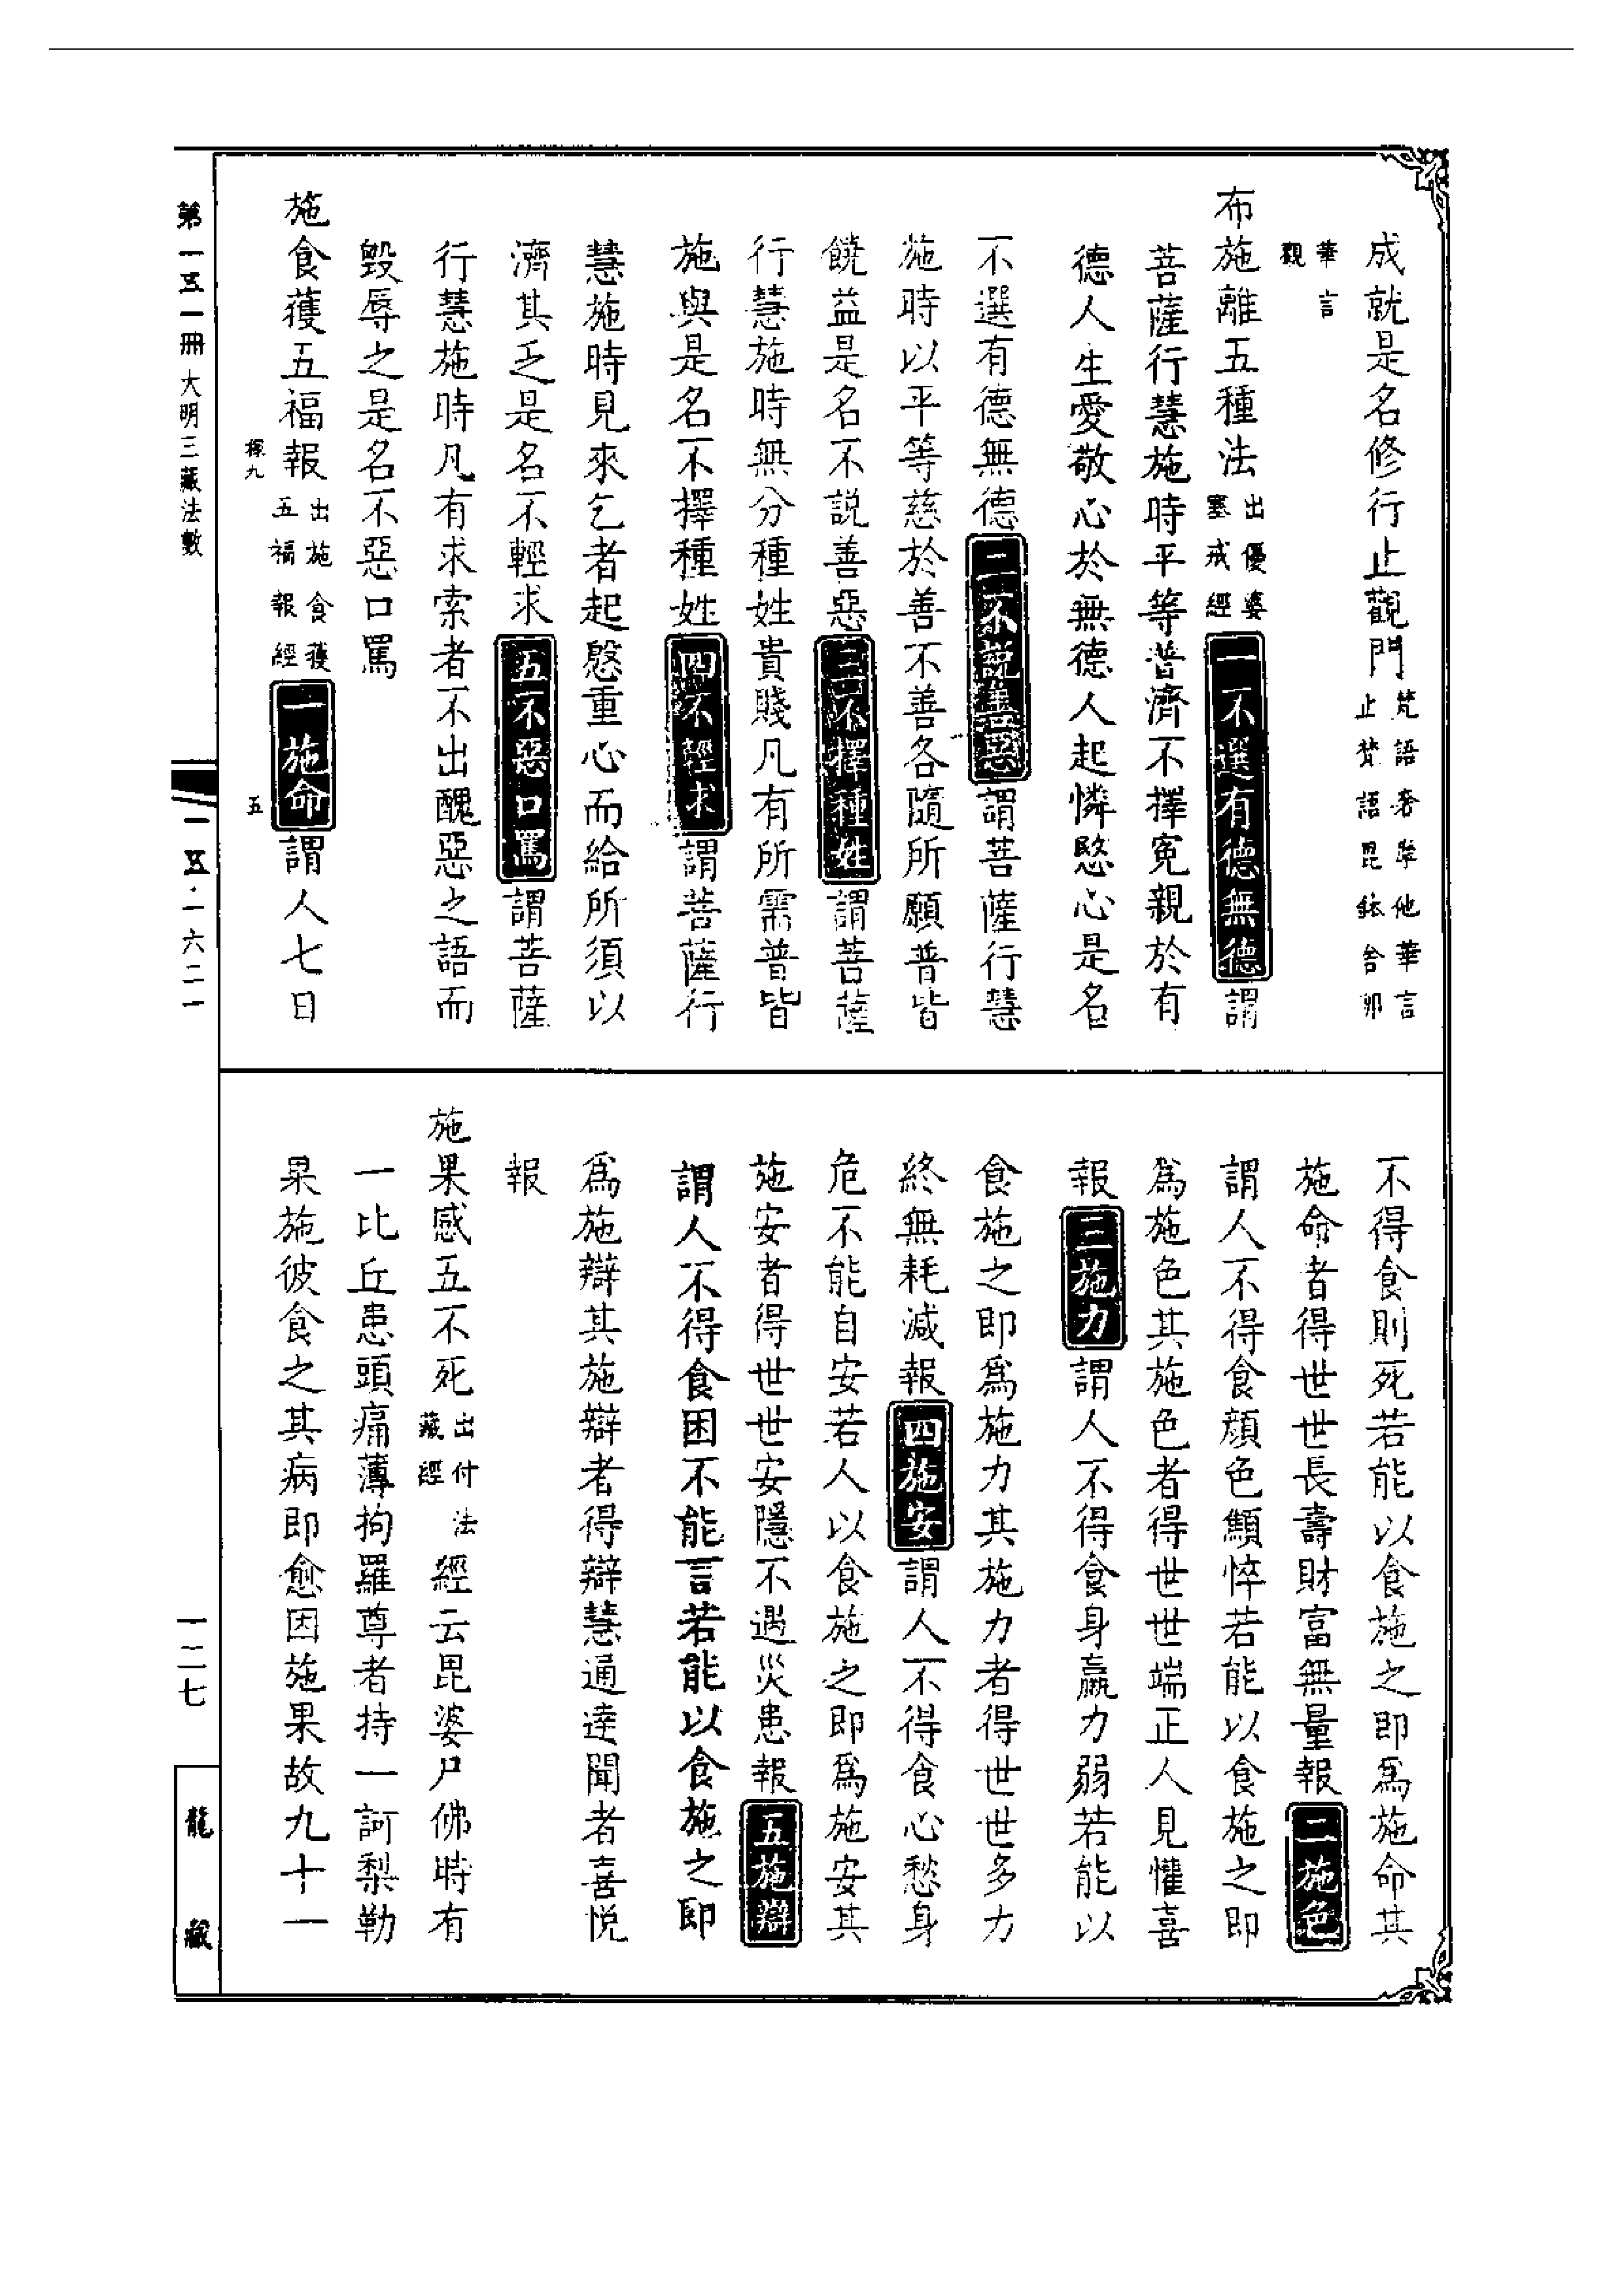 成就是名修行止觀門梵語奢摩他華言止梵語毘鉢舍那
華言觀
布施離五種法出優婆塞戒經一不選有德無德謂
菩薩行慧施時平等普濟不擇冤親於有
德人生愛敬心於無德人起憐愍心是名
不選有德無德二不說善惡謂菩薩行慧
施時以平等慈於善不善各隨所願普皆
饒益是名不說善惡三不擇種姓謂菩薩
行慧施時無分種姓貴賤凡有所需普皆
施與是名不擇種姓四不輕求謂菩薩行
慧施時見來乞者起慇重心而給所須以
濟其乏是名不輕求五不惡口罵謂菩薩
行慧施時凡有求索者不出醜惡之語而
毀辱之是名不惡口罵
施食獲五福報出施食獲五福報經一施命謂人七日
不得食則死若能以食施之即為施命其
施命者得世世長壽財富無量報二施色
謂人不得食顏色顦悴若能以食施之即
為施色其施色者得世世端正人見懽喜
報三施力謂人不得食身羸力弱若能以
食施之即為施力其施力者得世世多力
終無耗減報四施安謂人不得食心愁身
危不能自安若人以食施之即為施安其
施安者得世世安隱不遇災患報五施辯
謂人不得食困不能言若能以食施之即
為施辯其施辯者得辯慧通達聞者喜悅
報
施果感五不死出付法藏經經云毘婆尸佛時有
一比丘患頭痛薄拘羅尊者持一訶梨勒
果施彼食之其病即愈因施果故九十一
第一五一冊 大明三藏法數
一五·一六二一
一二七
龍藏